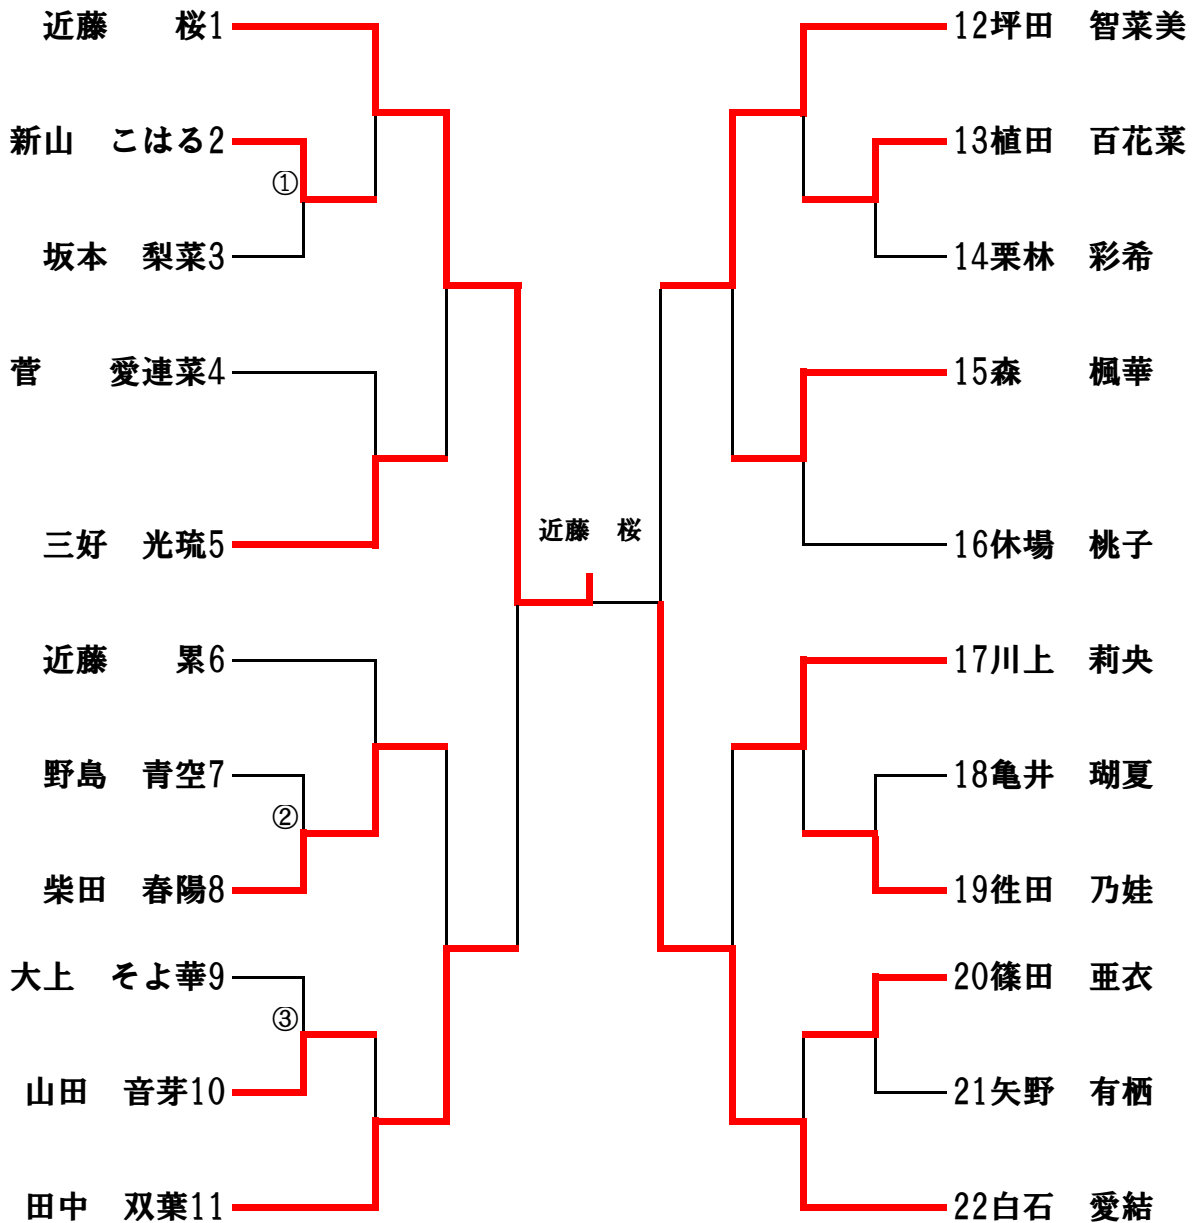 近藤　　桜1
新山　こはる2
①
坂本　梨菜3
菅　　愛連菜4
三好　光琉5
近藤　　累6
野島　青空7
②
柴田　春陽8
大上　そよ華9
③
山田　音芽10
田中　双葉11
近藤　桜
12坪田　智菜美
13植田　百花菜
14栗林　彩希
15森　　楓華
16休場　桃子
17川上　莉央
18亀井　瑚夏
19徃田　乃娃
20篠田　亜衣
21矢野　有栖
22白石　愛結